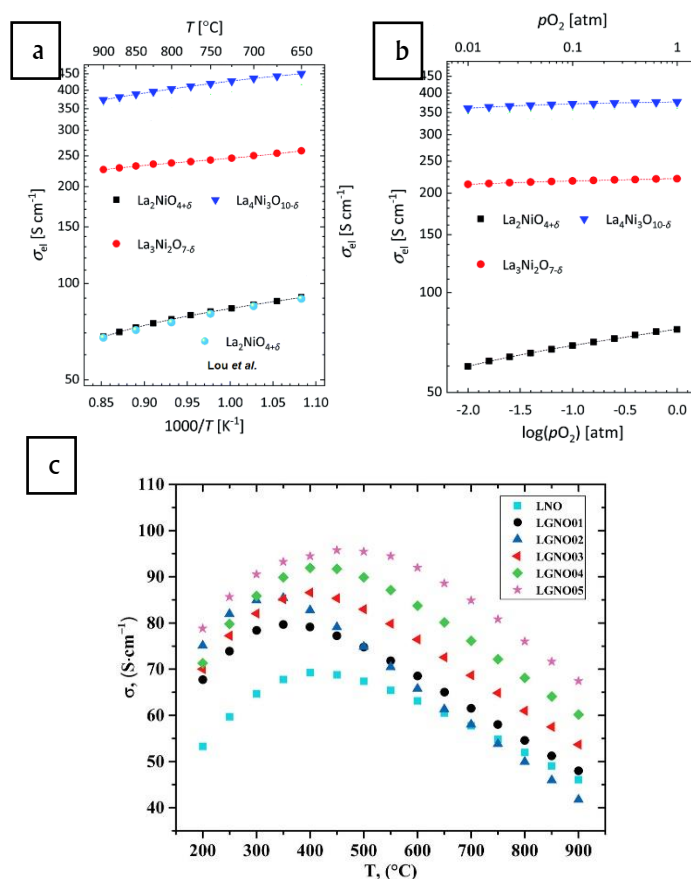 a
T [°C]
900 850 800 750 700 650
450
400
350
300
250
200
150
100
50
σel [S cm⁻¹]
La₂NiO₄₊δ
La₄Ni₃O₁₀₋δ
La₃Ni₂O₇₋δ
La₂NiO₄₊δ
Lou et al.
0.85 0.90 0.95 1.00 1.05 1.10
1000/T [K⁻¹]
b
pO₂ [atm]
0.01 0.1 1
450
400
350
300
250
200
150
100
50
σel [S cm⁻¹]
La₂NiO₄₊δ
La₄Ni₃O₁₀₋δ
La₃Ni₂O₇₋δ
-2.0 -1.5 -1.0 -0.5 0.0
log(pO₂) [atm]
c
110
100
90
80
70
60
50
40
σ, (S·cm⁻¹)
LNO
LGNO01
LGNO02
LGNO03
LGNO04
LGNO05
200 300 400 500 600 700 800 900
T, (°C)